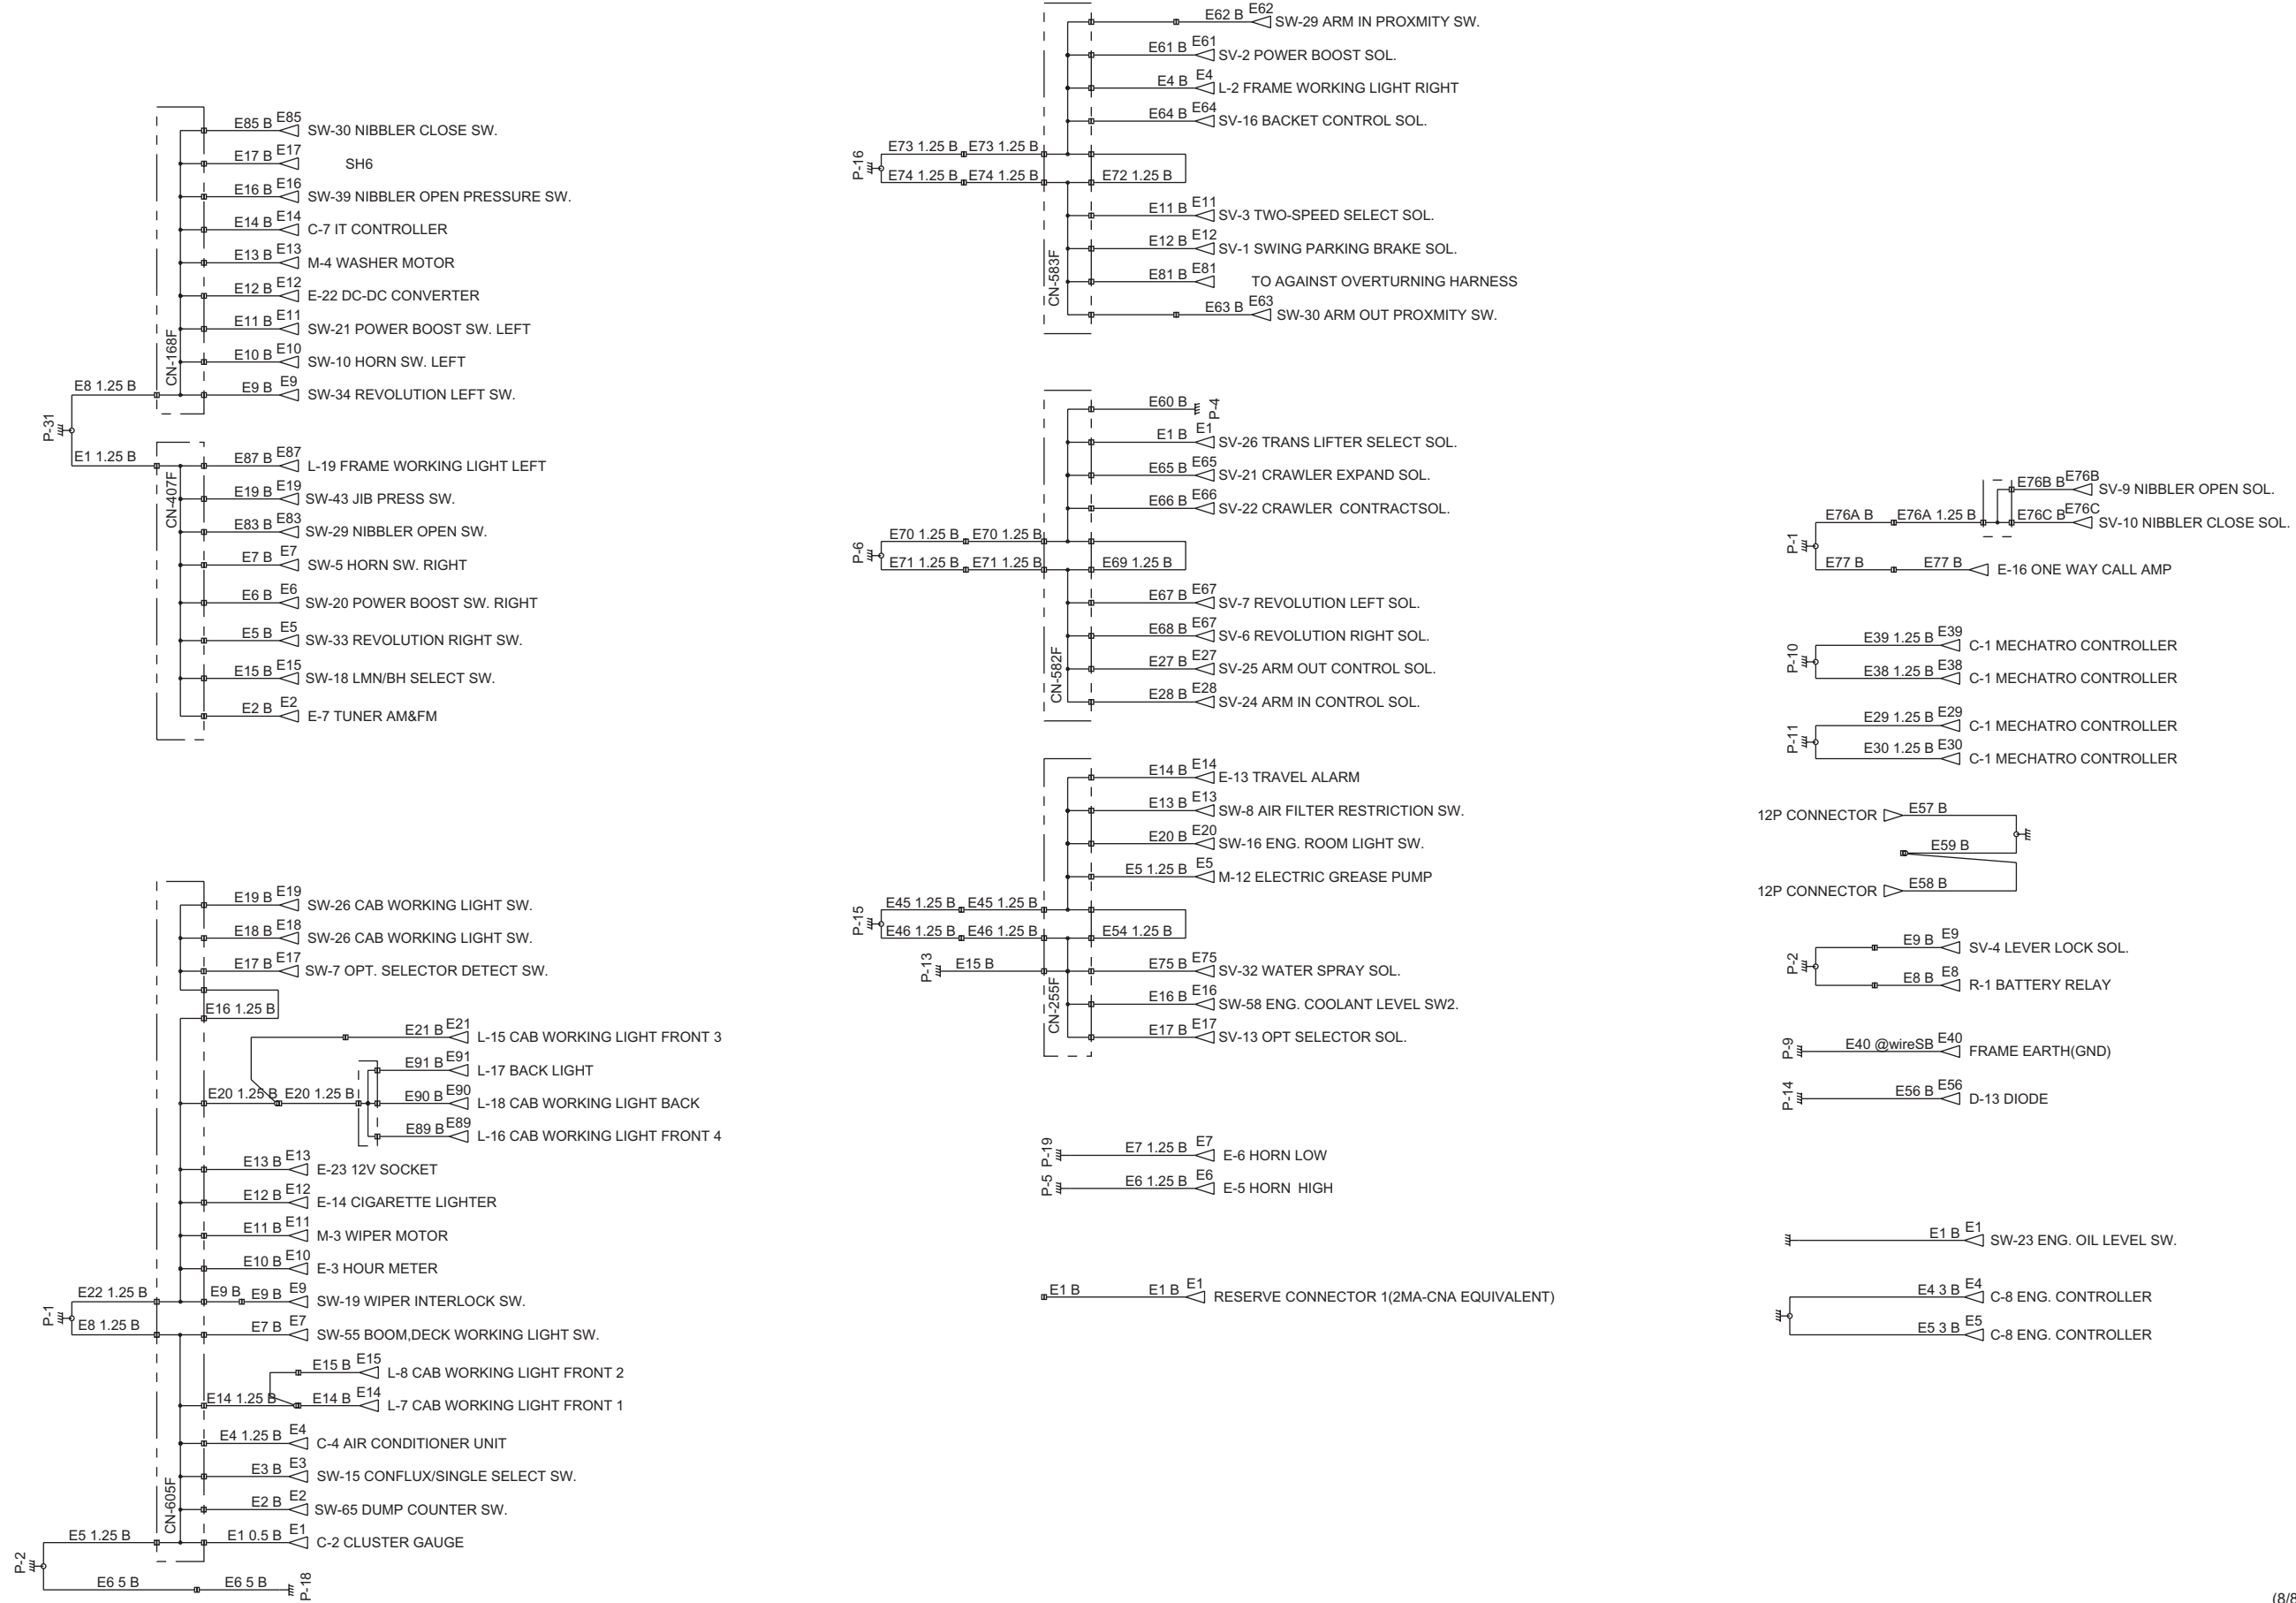 E85 B E85 SW-30 NIBBLER CLOSE SW.
E17 B E17 SH6
E16 B E16 SW-39 NIBBLER OPEN PRESSURE SW.
E14 B E14 C-7 IT CONTROLLER
E13 B E13 M-4 WASHER MOTOR
E12 B E12 E-22 DC-DC CONVERTER
E11 B E11 SW-21 POWER BOOST SW. LEFT
E10 B E10 SW-10 HORN SW. LEFT
CN-168F
E8 1.25 B E9 B E9 SW-34 REVOLUTION LEFT SW.
P-31
E1 1.25 B E87 B E87 L-19 FRAME WORKING LIGHT LEFT
CN-407F
E19 B E19 SW-43 JIB PRESS SW.
E83 B E83 SW-29 NIBBLER OPEN SW.
E7 B E7 SW-5 HORN SW. RIGHT
E6 B E6 SW-20 POWER BOOST SW. RIGHT
E5 B E5 SW-33 REVOLUTION RIGHT SW.
E15 B E15 SW-18 LMN/BH SELECT SW.
E2 B E2 E-7 TUNER AM&FM
E19 B E19 SW-26 CAB WORKING LIGHT SW.
E18 B E18 SW-26 CAB WORKING LIGHT SW.
E17 B E17 SW-7 OPT. SELECTOR DETECT SW.
E16 1.25 B
E21 B E21 L-15 CAB WORKING LIGHT FRONT 3
E91 B E91 L-17 BACK LIGHT
E20 1.25 B E20 1.25 B E90 B E90 L-18 CAB WORKING LIGHT BACK
E89 B E89 L-16 CAB WORKING LIGHT FRONT 4
E13 B E13 E-23 12V SOCKET
E12 B E12 E-14 CIGARETTE LIGHTER
E11 B E11 M-3 WIPER MOTOR
E10 B E10 E-3 HOUR METER
E22 1.25 B E9 B E9 B E9 SW-19 WIPER INTERLOCK SW.
P-1
E8 1.25 B E7 B E7 SW-55 BOOM,DECK WORKING LIGHT SW.
E15 B E15 L-8 CAB WORKING LIGHT FRONT 2
E14 1.25 B E14 B E14 L-7 CAB WORKING LIGHT FRONT 1
E4 1.25 B E4 C-4 AIR CONDITIONER UNIT
E3 B E3 SW-15 CONFLUX/SINGLE SELECT SW.
CN-605F
E2 B E2 SW-65 DUMP COUNTER SW.
E5 1.25 B E1 0.5 B E1 C-2 CLUSTER GAUGE
P-2
E6 5 B E6 5 B P-18
E62 B E62 SW-29 ARM IN PROXMITY SW.
E61 B E61 SV-2 POWER BOOST SOL.
E4 B E4 L-2 FRAME WORKING LIGHT RIGHT
E64 B E64 SV-16 BACKET CONTROL SOL.
E73 1.25 B E73 1.25 B
P-16
E74 1.25 B E74 1.25 B E72 1.25 B
E11 B E11 SV-3 TWO-SPEED SELECT SOL.
E12 B E12 SV-1 SWING PARKING BRAKE SOL.
CN-583F
E81 B E81 TO AGAINST OVERTURNING HARNESS
E63 B E63 SW-30 ARM OUT PROXMITY SW.
E60 B P-4
E1 B E1 SV-26 TRANS LIFTER SELECT SOL.
E65 B E65 SV-21 CRAWLER EXPAND SOL.
E66 B E66 SV-22 CRAWLER CONTRACTSOL.
E70 1.25 B E70 1.25 B
P-6
E71 1.25 B E71 1.25 B E69 1.25 B
E67 B E67 SV-7 REVOLUTION LEFT SOL.
E68 B E67 SV-6 REVOLUTION RIGHT SOL.
CN-582F
E27 B E27 SV-25 ARM OUT CONTROL SOL.
E28 B E28 SV-24 ARM IN CONTROL SOL.
E14 B E14 E-13 TRAVEL ALARM
E13 B E13 SW-8 AIR FILTER RESTRICTION SW.
E20 B E20 SW-16 ENG. ROOM LIGHT SW.
E5 1.25 B E5 M-12 ELECTRIC GREASE PUMP
E45 1.25 B E45 1.25 B
P-15
E46 1.25 B E46 1.25 B E54 1.25 B
P-13 E15 B E75 B E75 SV-32 WATER SPRAY SOL.
CN-255F
E16 B E16 SW-58 ENG. COOLANT LEVEL SW2.
E17 B E17 SV-13 OPT SELECTOR SOL.
P-19 E7 1.25 B E7 E-6 HORN LOW
P-5 E6 1.25 B E6 E-5 HORN HIGH
E1 B E1 B E1 RESERVE CONNECTOR 1(2MA-CNA EQUIVALENT)
E76B B E76B SV-9 NIBBLER OPEN SOL.
E76A B E76A 1.25 B E76C B E76C SV-10 NIBBLER CLOSE SOL.
P-1
E77 B E77 B E-16 ONE WAY CALL AMP
E39 1.25 B E39 C-1 MECHATRO CONTROLLER
P-10
E38 1.25 B E38 C-1 MECHATRO CONTROLLER
E29 1.25 B E29 C-1 MECHATRO CONTROLLER
P-11
E30 1.25 B E30 C-1 MECHATRO CONTROLLER
12P CONNECTOR E57 B
E59 B
12P CONNECTOR E58 B
E9 B E9 SV-4 LEVER LOCK SOL.
P-2
E8 B E8 R-1 BATTERY RELAY
P-9 E40 @wireSB E40 FRAME EARTH(GND)
P-14 E56 B E56 D-13 DIODE
E1 B E1 SW-23 ENG. OIL LEVEL SW.
E4 3 B E4 C-8 ENG. CONTROLLER
E5 3 B E5 C-8 ENG. CONTROLLER
(8/8